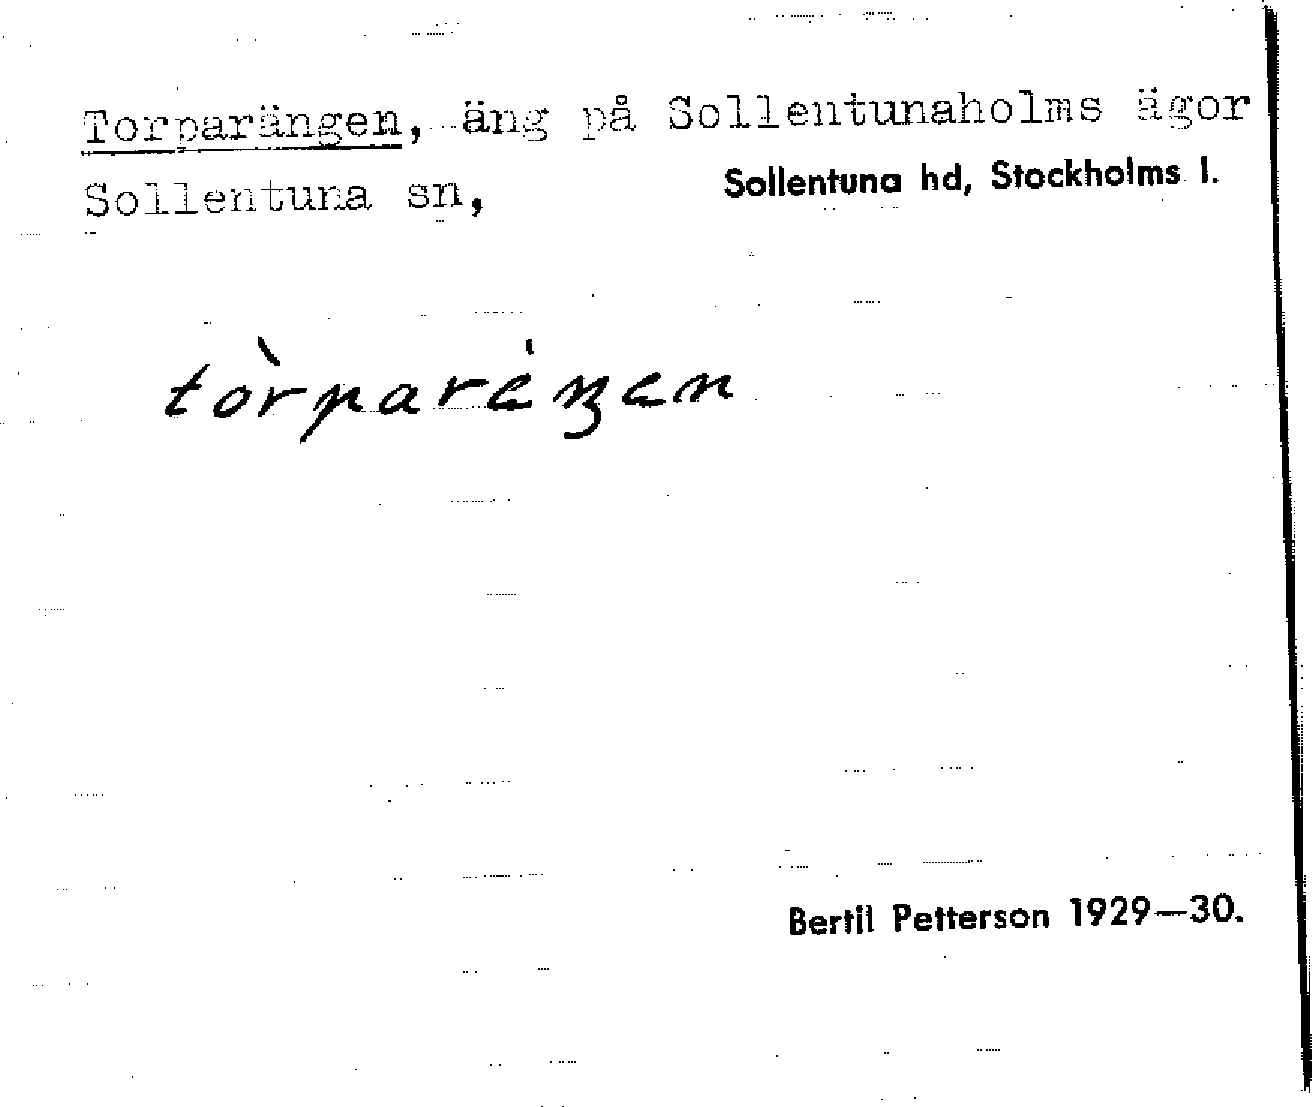 Torparängen, äng på Sollentunaholms ägor
Sollentuna sn, Sollentuna hd, Stockholms l.
tòrparèŋen
Bertil Petterson 1929—30.